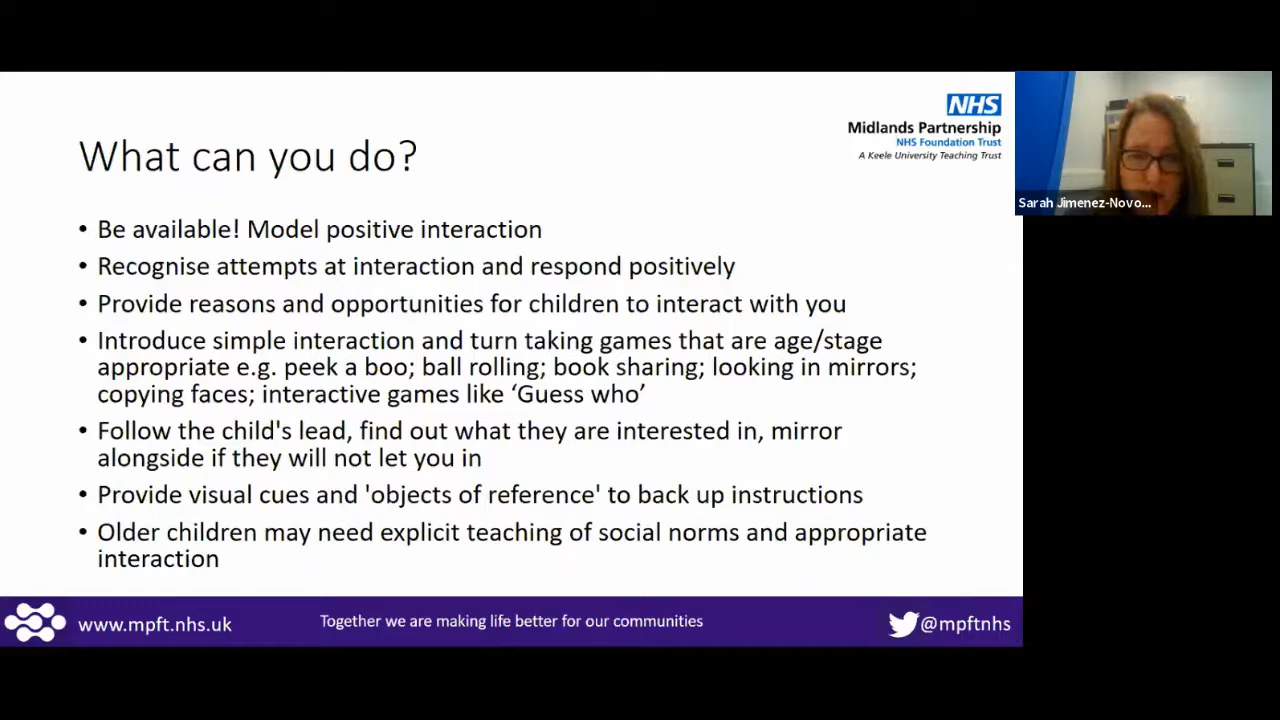 What can you do?
NHS
Midlands Partnership
NHS Foundation Trust
A Keele University Teaching Trust
• Be available! Model positive interaction
• Recognise attempts at interaction and respond positively
• Provide reasons and opportunities for children to interact with you
• Introduce simple interaction and turn taking games that are age/stage
appropriate e.g. peek a boo; ball rolling; book sharing; looking in mirrors;
copying faces; interactive games like ‘Guess who’
• Follow the child's lead, find out what they are interested in, mirror
alongside if they will not let you in
• Provide visual cues and 'objects of reference' to back up instructions
• Older children may need explicit teaching of social norms and appropriate
interaction
www.mpft.nhs.uk
Together we are making life better for our communities
@mpftnhs
Sarah Jimenez-Novo...